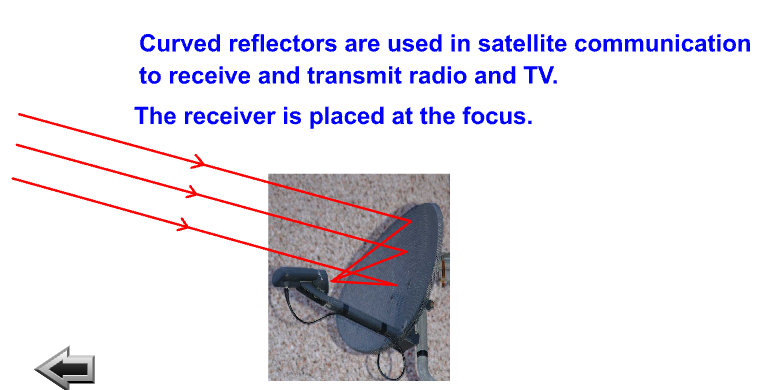 Curved reflectors are used in satellite communication
to receive and transmit radio and TV.
The receiver is placed at the focus.